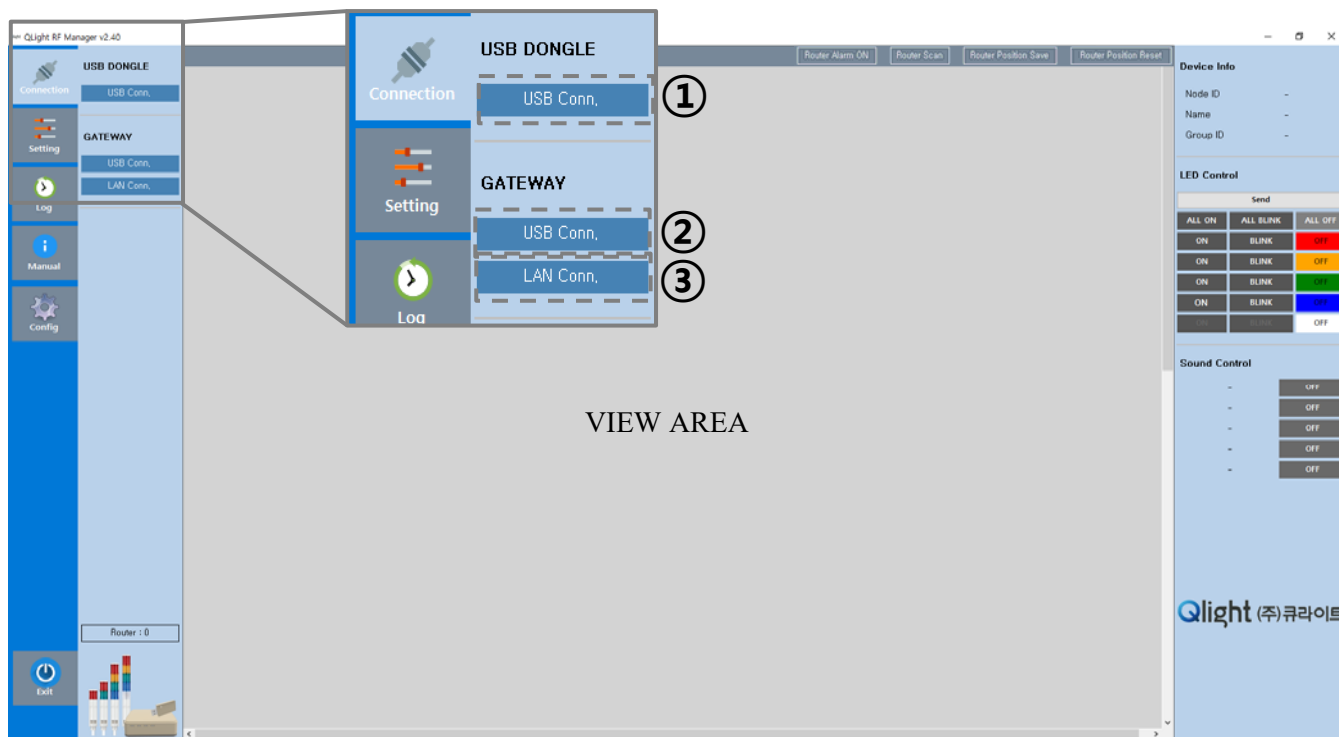 QLight RF Manager v2.40
Connection
USB DONGLE
USB Conn,
GATEWAY
USB Conn,
LAN Conn,
Setting
Log
Manual
Config
Router : 0
Exit
Connection
USB DONGLE
USB Conn,
①
Setting
GATEWAY
USB Conn,
②
LAN Conn,
③
Log
Router Alarm ON Router Scan Router Position Save Router Position Reset
VIEW AREA
Device Info
Node ID -
Name -
Group ID -
LED Control
Send
ALL ON ALL BLINK ALL OFF
ON BLINK OFF
ON BLINK OFF
ON BLINK OFF
ON BLINK
ON BLINK OFF
Sound Control
- OFF
- OFF
- OFF
- OFF
- OFF
Qlight (주)큐라이트